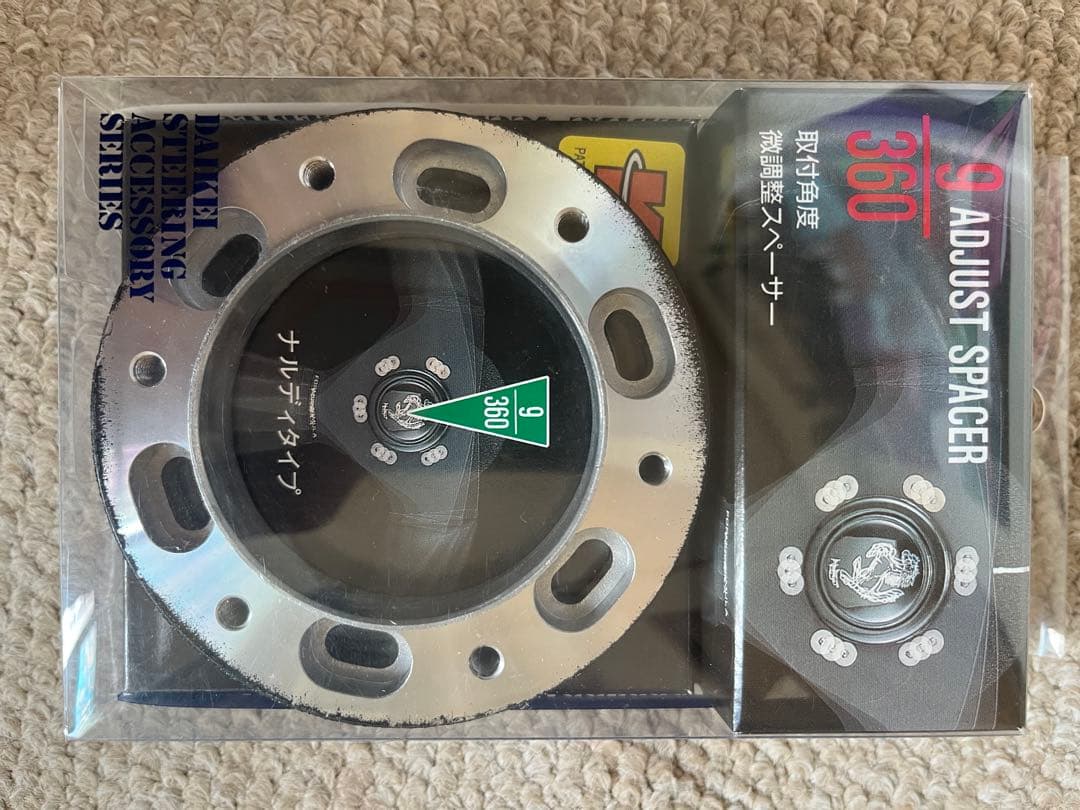 9
360
ADJUST SPACER
取付角度
微調整スペーサー
PAT
9
360
ナルディタイプ
DAIKEI
STEERING
ACCESSORY
SERIES